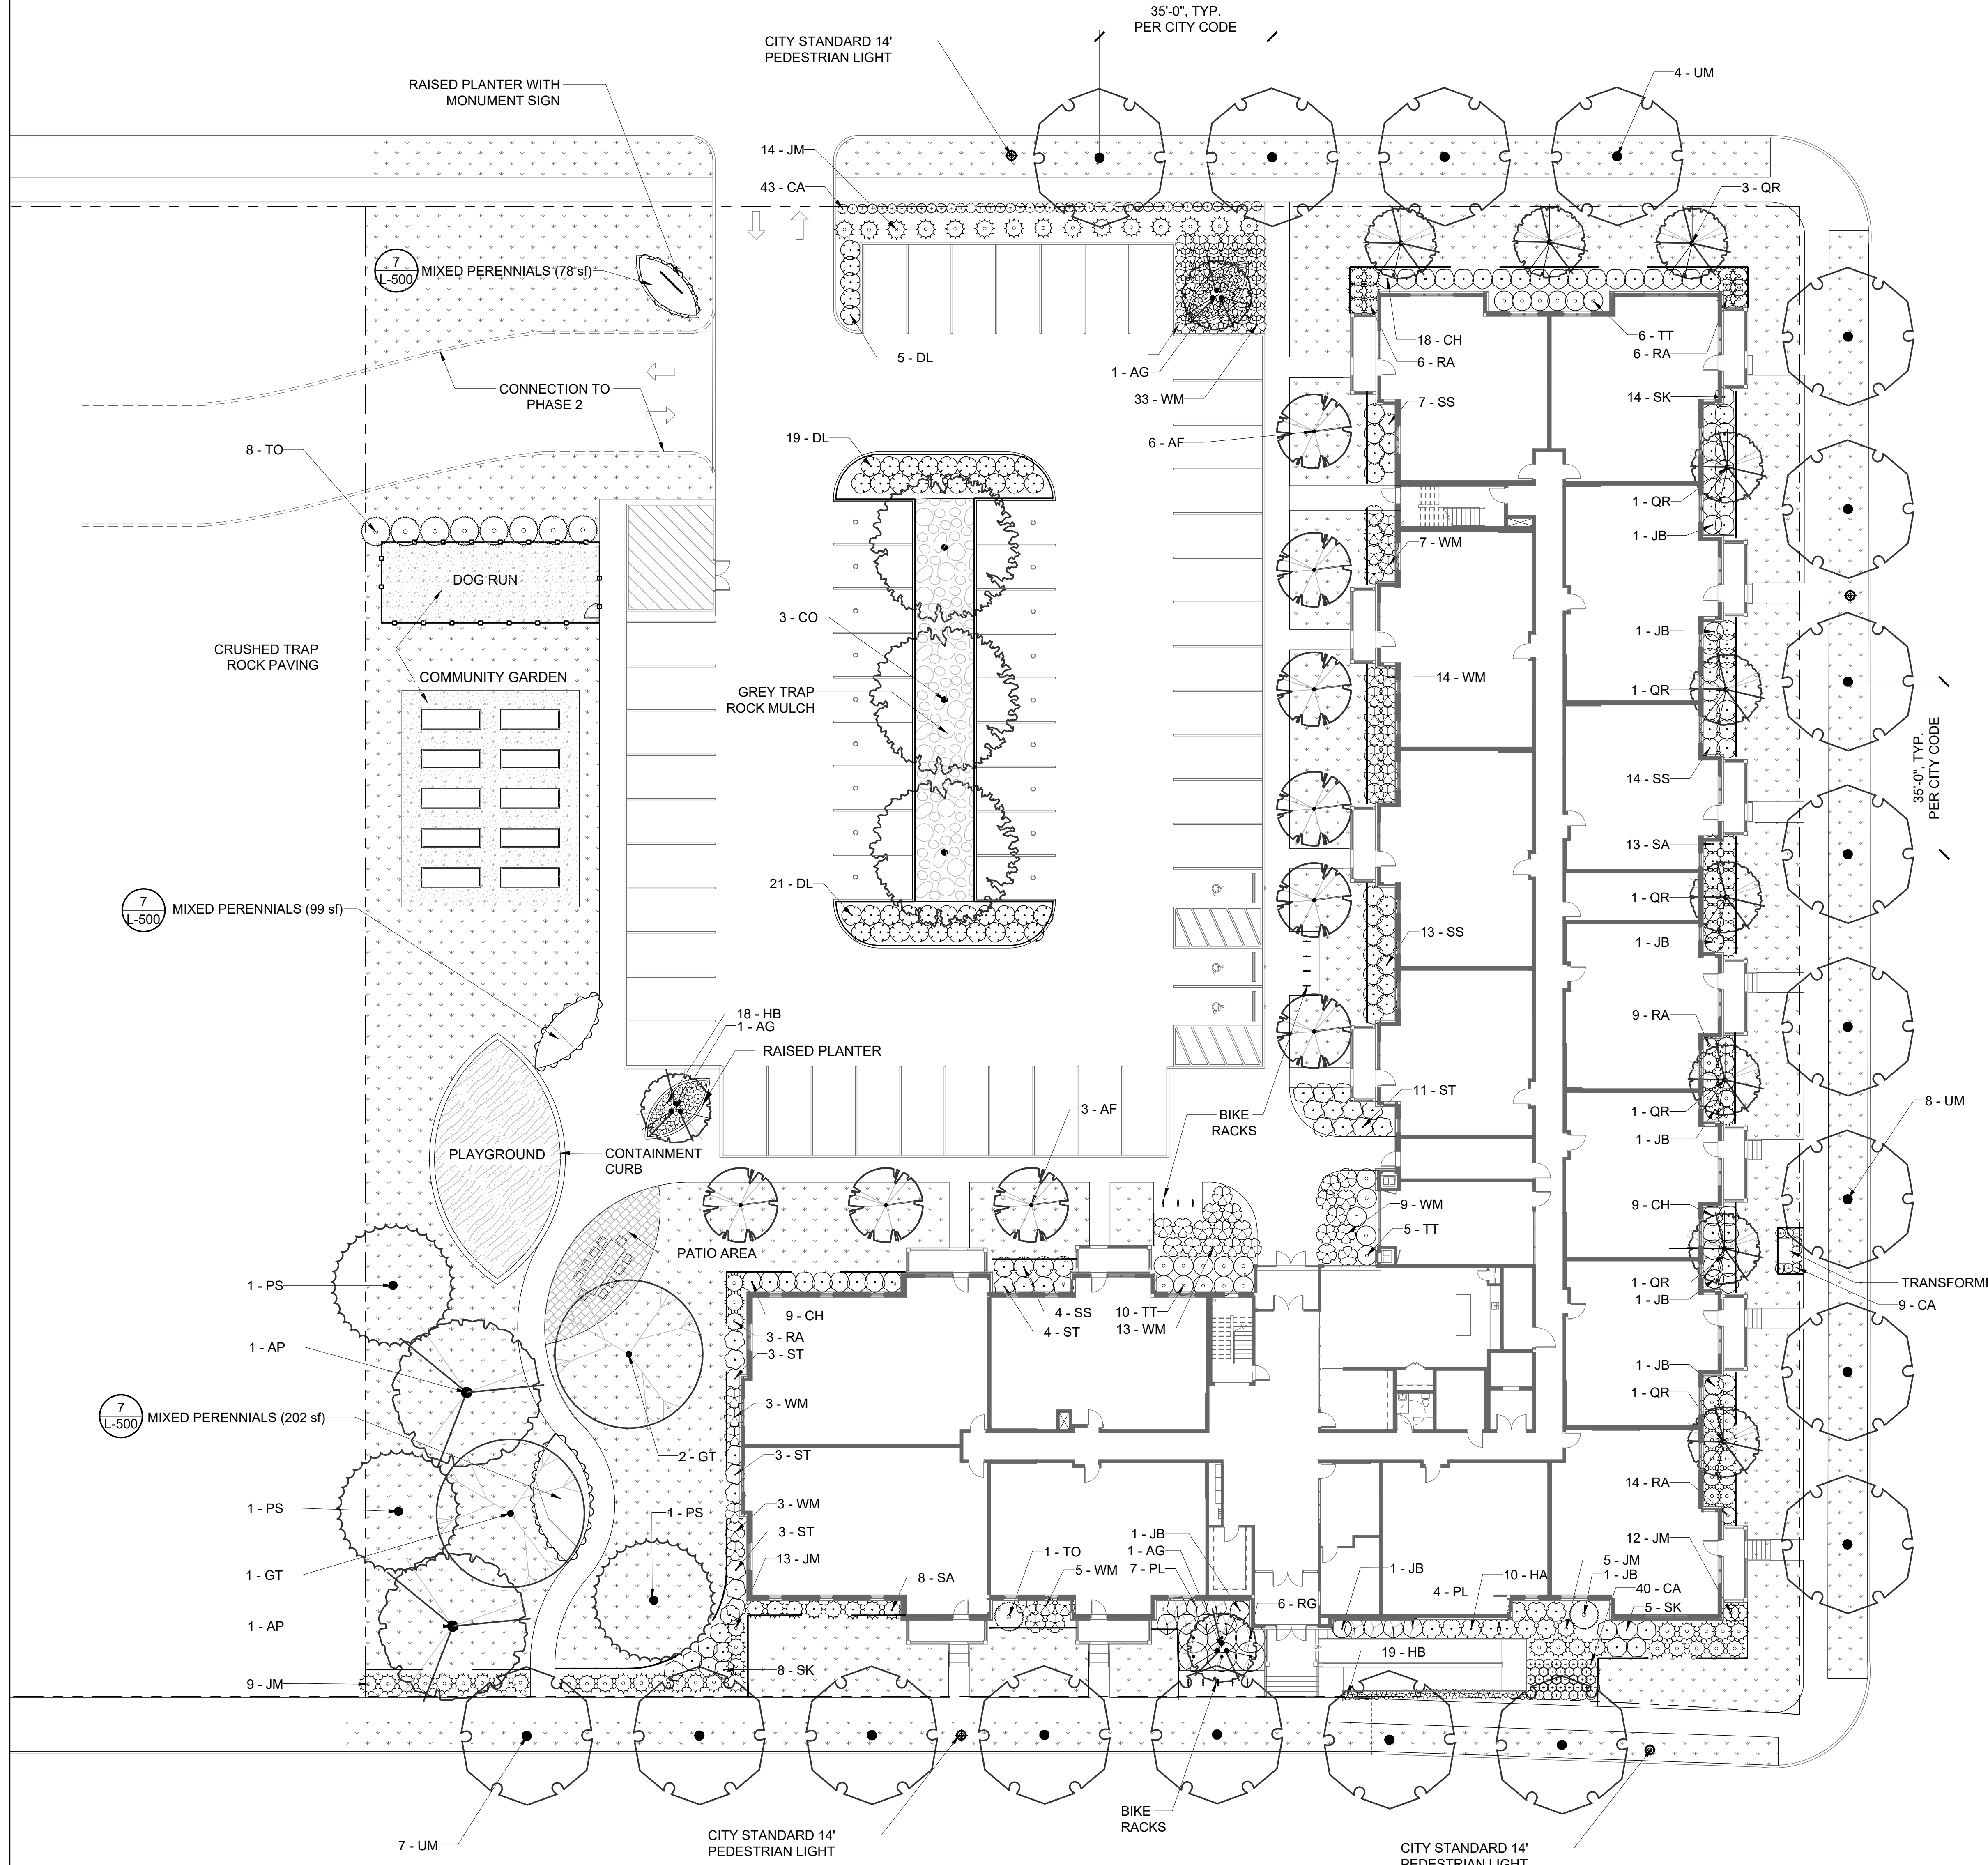 35'-0", TYP.
PER CITY CODE
CITY STANDARD 14'
PEDESTRIAN LIGHT
4 - UM
RAISED PLANTER WITH
MONUMENT SIGN
14 - JM
43 - CA
3 - QR
7
L-500
MIXED PERENNIALS (78 sf)
5 - DL
1 - AG
33 - WM
18 - CH
6 - RA
6 - TT
6 - RA
CONNECTION TO
PHASE 2
7 - SS
14 - SK
8 - TO
19 - DL
6 - AF
1 - QR
1 - JB
7 - WM
DOG RUN
3 - CO
1 - JB
CRUSHED TRAP
ROCK PAVING
COMMUNITY GARDEN
GREY TRAP
ROCK MULCH
14 - WM
1 - QR
35'-0", TYP.
PER CITY CODE
14 - SS
13 - SA
21 - DL
1 - QR
7
L-500
MIXED PERENNIALS (99 sf)
13 - SS
1 - JB
18 - HB
1 - AG
RAISED PLANTER
9 - RA
11 - ST
3 - AF
BIKE
RACKS
1 - QR
1 - JB
8 - UM
PLAYGROUND
CONTAINMENT
CURB
9 - WM
5 - TT
9 - CH
PATIO AREA
1 - PS
TRANSFORME
9 - CA
1 - QR
1 - JB
9 - CH
4 - SS
4 - ST
10 - TT
13 - WM
3 - RA
3 - ST
1 - AP
1 - JB
1 - QR
3 - WM
7
L-500
MIXED PERENNIALS (202 sf)
2 - GT
3 - ST
14 - RA
1 - PS
1 - PS
3 - WM
3 - ST
13 - JM
1 - JB
1 - AG
7 - PL
12 - JM
1 - GT
1 - TO
5 - WM
8 - SA
6 - RG
1 - JB
4 - PL
10 - HA
5 - JM
1 - JB
40 - CA
5 - SK
1 - AP
19 - HB
8 - SK
9 - JM
BIKE
RACKS
7 - UM
CITY STANDARD 14'
PEDESTRIAN LIGHT
CITY STANDARD 14'
PEDESTRIAN LIGHT